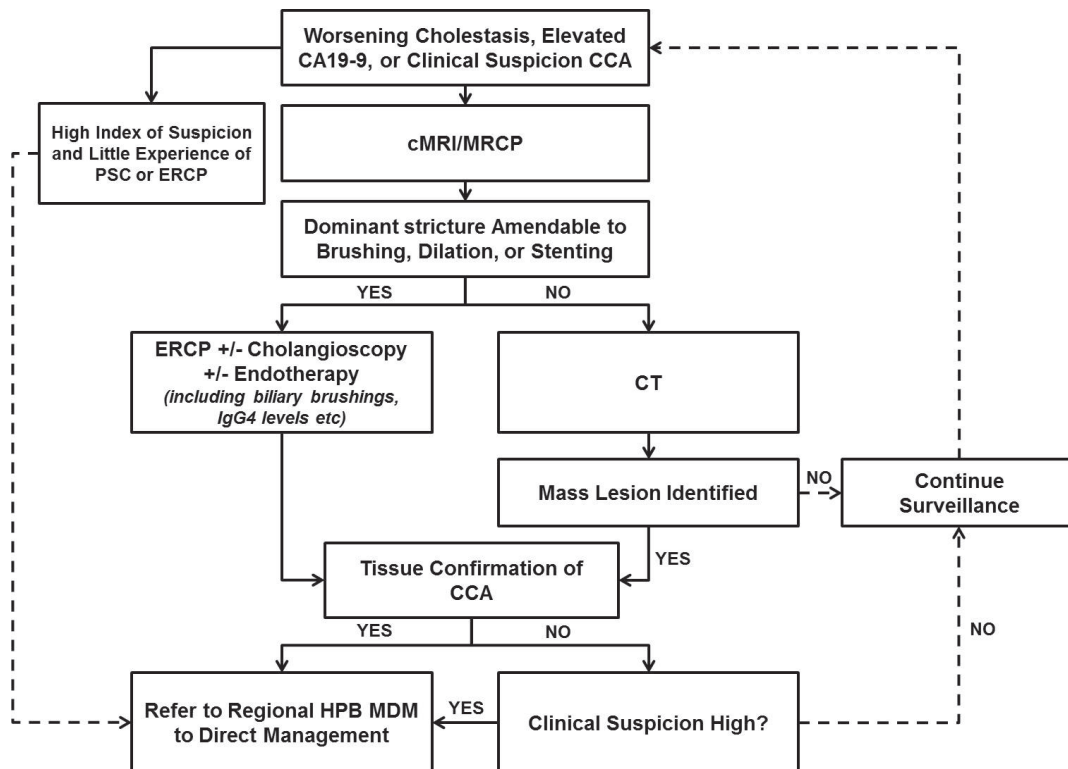 Worsening Cholestasis, Elevated
CA19-9, or Clinical Suspicion CCA
High Index of Suspicion
and Little Experience of
PSC or ERCP
cMRI/MRCP
Dominant stricture Amendable to
Brushing, Dilation, or Stenting
YES
NO
ERCP +/- Cholangioscopy
+/- Endotherapy
(including biliary brushings,
IgG4 levels etc)
CT
Mass Lesion Identified
NO
Continue
Surveillance
YES
Tissue Confirmation of
CCA
YES
NO
NO
Refer to Regional HPB MDM
to Direct Management
YES
Clinical Suspicion High?